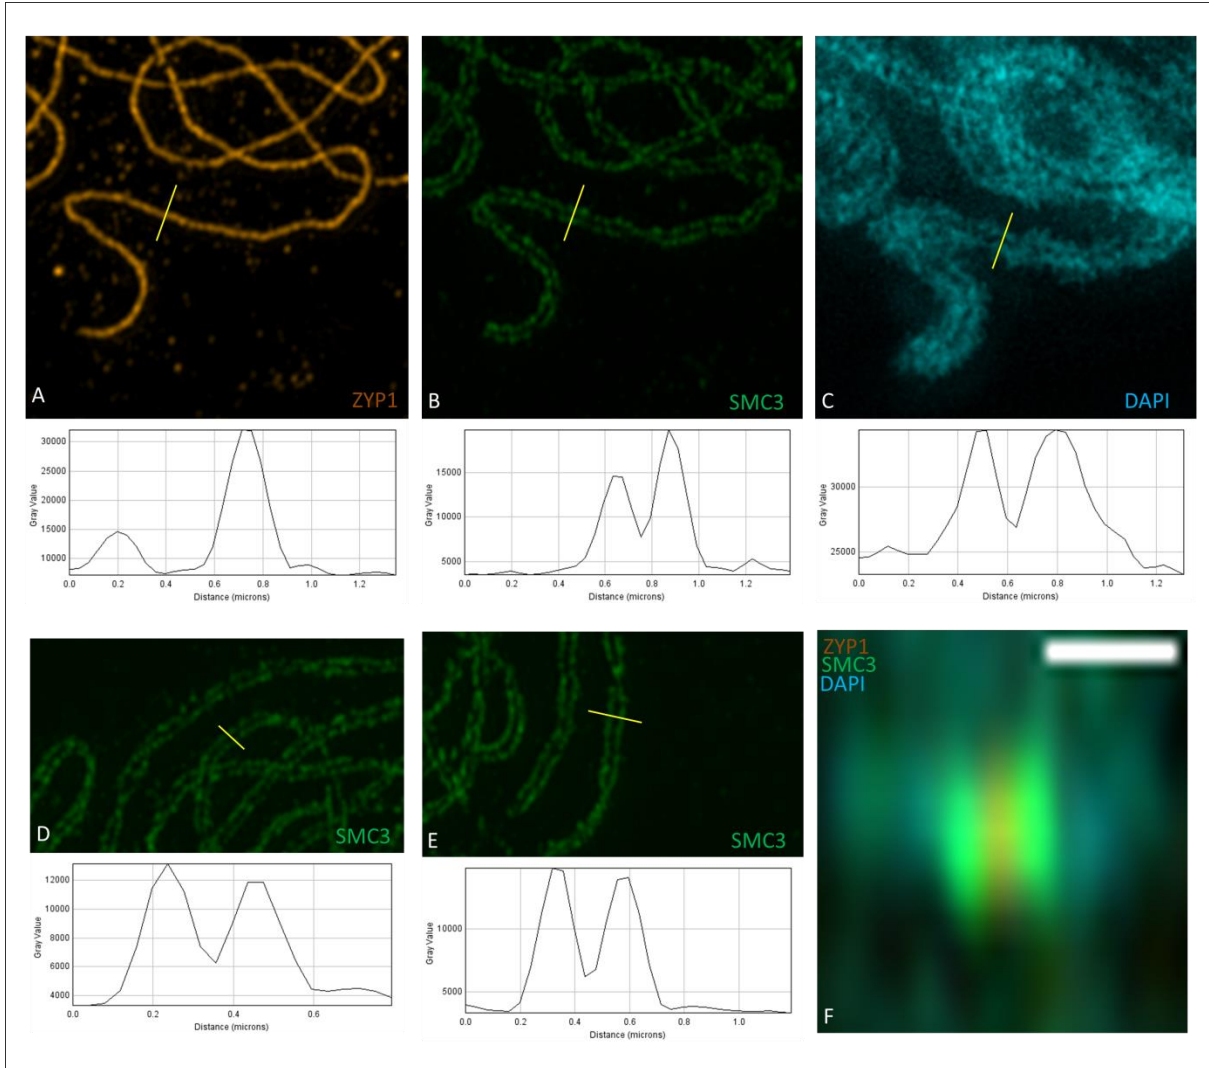 A
ZYP1
B
SMC3
C
DAPI
30000
25000
20000
15000
10000
Gray Value
0.0 0.2 0.4 0.6 0.8 1.0 1.2
Distance (microns)
15000
10000
5000
Gray Value
0.0 0.2 0.4 0.6 0.8 1.0 1.2
Distance (microns)
30000
25000
Gray Value
0.0 0.2 0.4 0.6 0.8 1.0 1.2
Distance (microns)
D
SMC3
E
SMC3
12000
10000
8000
6000
4000
Gray Value
0.0 0.2 0.4 0.6
Distance (microns)
10000
5000
Gray Value
0.0 0.2 0.4 0.6 0.8 1.0
Distance (microns)
ZYP1
SMC3
DAPI
F